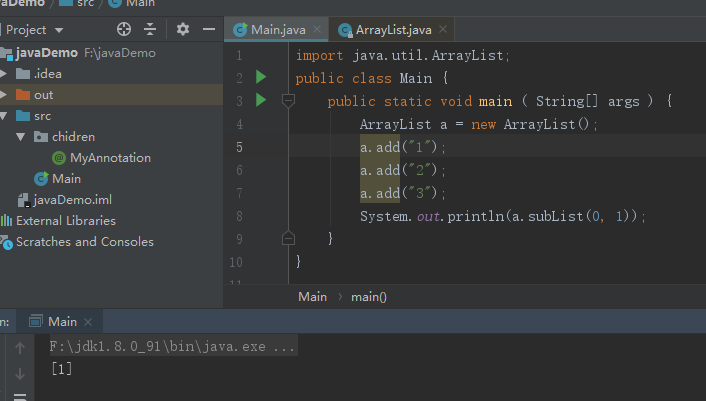 avaDemo › src › Main
Project
Main.java × ArrayList.java ×
javaDemo F:\javaDemo
.idea
out
src
chidren
MyAnnotation
Main
javaDemo.iml
External Libraries
Scratches and Consoles
1 import java.util.ArrayList;
2 public class Main {
3 public static void main ( String[] args ) {
4 ArrayList a = new ArrayList();
5 a.add("1");
6 a.add("2");
7 a.add("3");
8 System.out.println(a.subList(0, 1));
9 }
10 }
11
Main › main()
n: Main ×
F:\jdk1.8.0_91\bin\java.exe ...
[1]